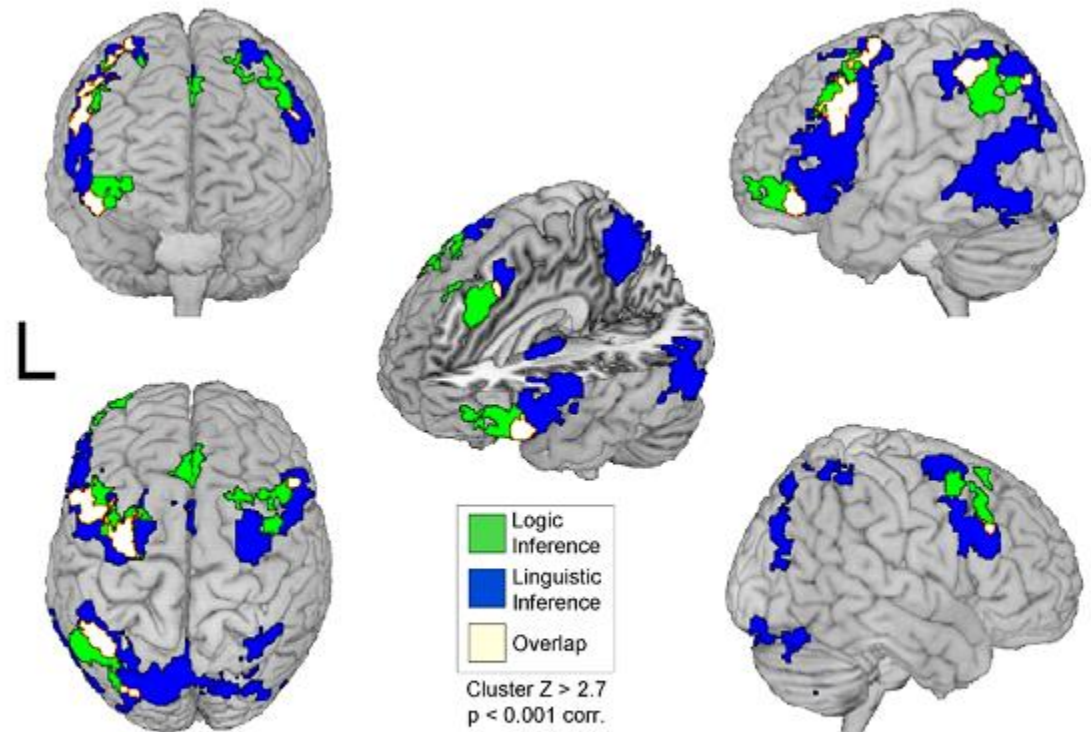 L
Logic
Inference
Linguistic
Inference
Overlap
Cluster Z > 2.7
p < 0.001 corr.